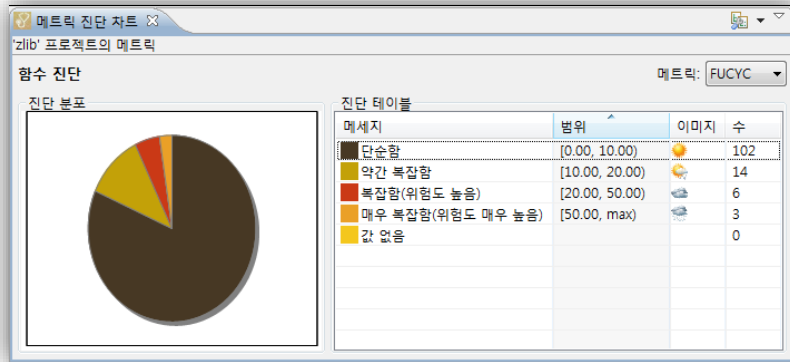 메트릭 진단 차트
'zlib' 프로젝트의 메트릭
함수 진단 메트릭: FUCYC
진단 분포
진단 테이블
메세지 범위 이미지 수
단순함 [0.00, 10.00) 102
약간 복잡함 [10.00, 20.00) 14
복잡함(위험도 높음) [20.00, 50.00) 6
매우 복잡함(위험도 매우 높음) [50.00, max) 3
값 없음 0